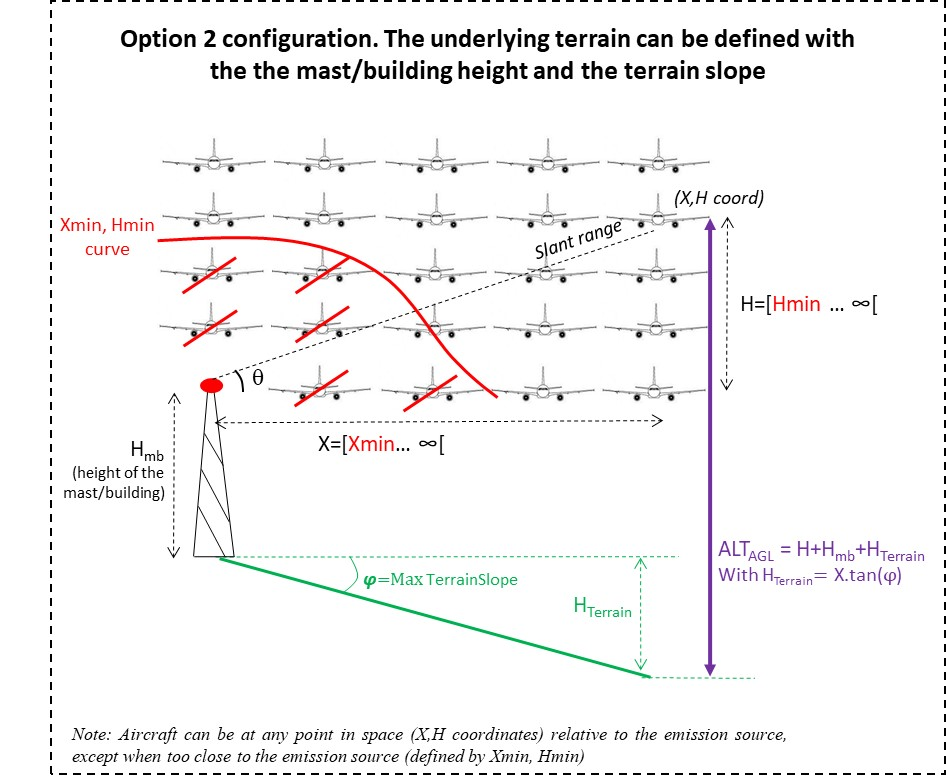 Option 2 configuration. The underlying terrain can be defined with
the the mast/building height and the terrain slope
(X,H coord)
Xmin, Hmin
curve
Slant range
H=[Hmin ... ∞[
θ
X=[Xmin... ∞[
Hmb
(height of the
mast/building)
ALTAGL = H+Hmb+HTerrain
With HTerrain= X.tan(φ)
φ=Max TerrainSlope
HTerrain
Note: Aircraft can be at any point in space (X,H coordinates) relative to the emission source,
except when too close to the emission source (defined by Xmin, Hmin)